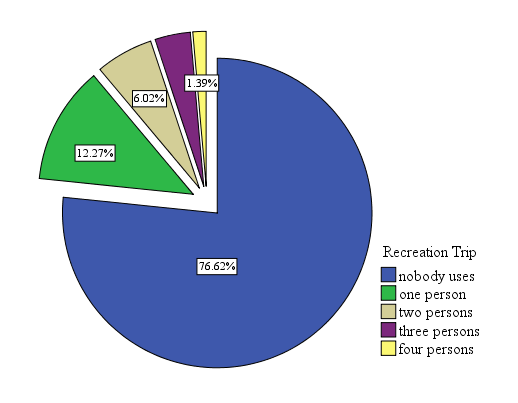 1.39%
6.02%
12.27%
76.62%
Recreation Trip
nobody uses
one person
two persons
three persons
four persons